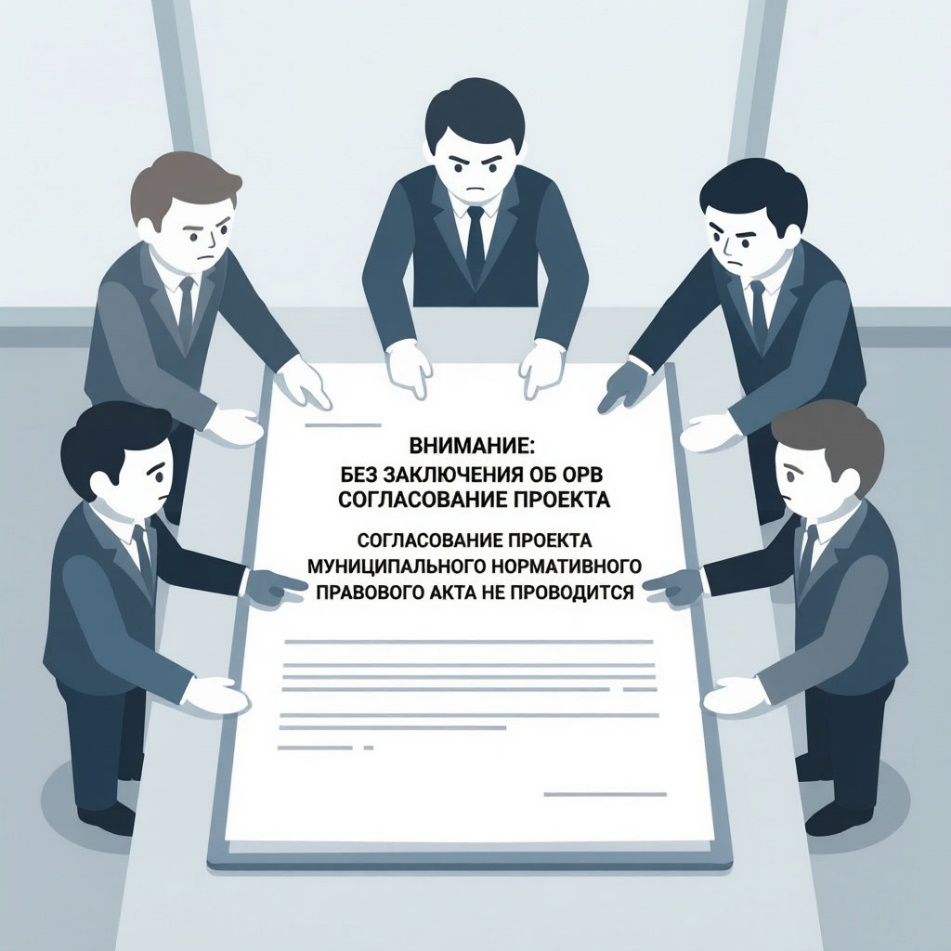 ВНИМАНИЕ:
БЕЗ ЗАКЛЮЧЕНИЯ ОБ ОРВ
СОГЛАСОВАНИЕ ПРОЕКТА
СОГЛАСОВАНИЕ ПРОЕКТА
МУНИЦИПАЛЬНОГО НОРМАТИВНОГО
ПРАВОВОГО АКТА НЕ ПРОВОДИТСЯ